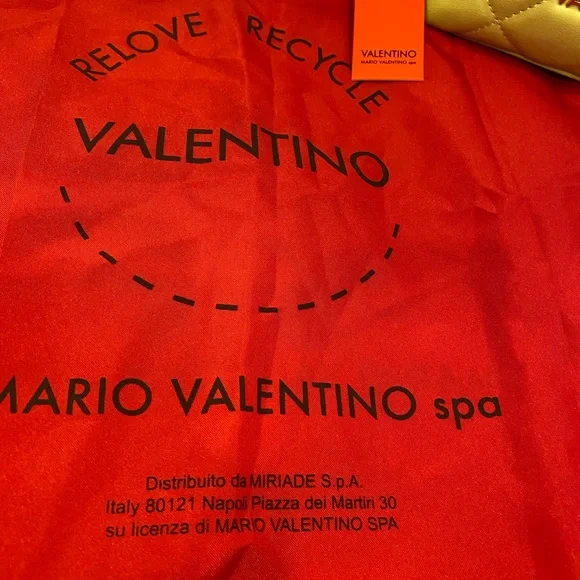 VALENTINO
MARIO VALENTINO spa
RELOVE RECYCLE
VALENTINO
MARIO VALENTINO spa
Distribuito da MIRIADE S.p.A.
Italy 80121 Napoli Piazza dei Martiri 30
su licenza di MARIO VALENTINO SPA